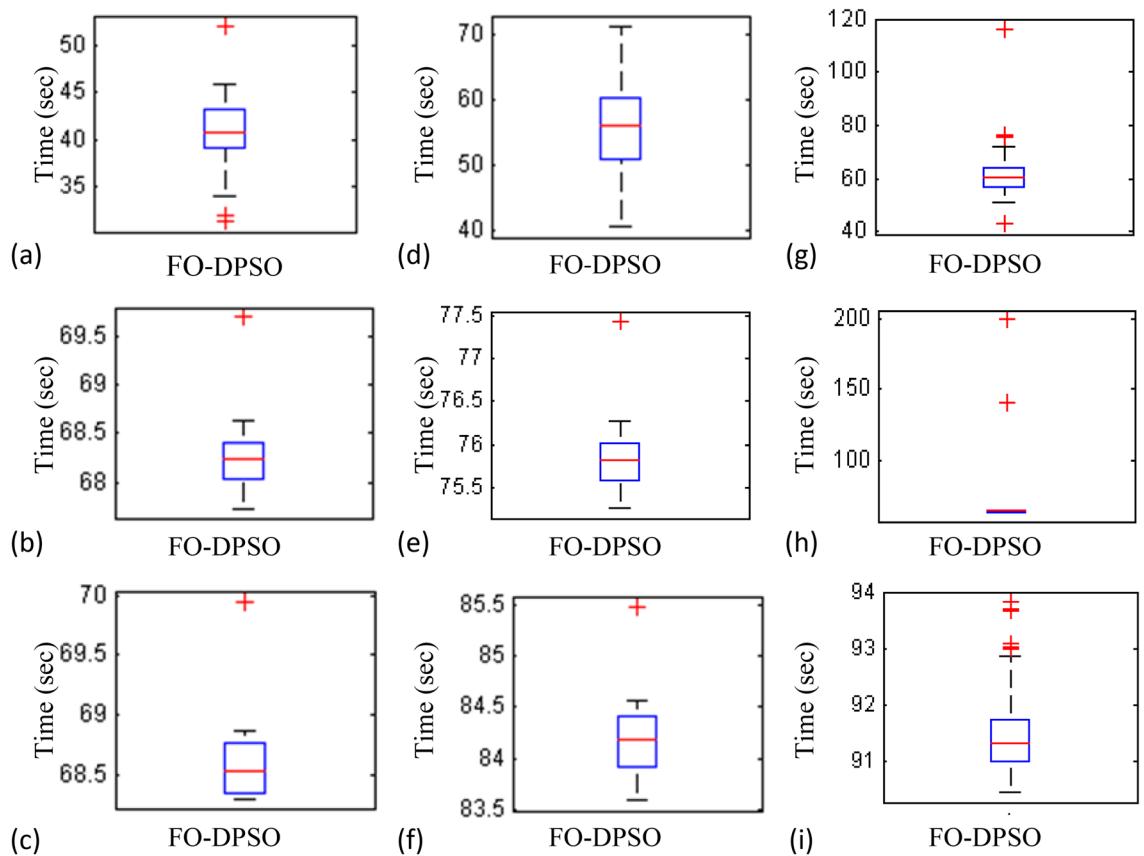 50
45
40
35
Time (sec)
(a)
FO-DPSO
70
60
50
40
Time (sec)
(d)
FO-DPSO
120
100
80
60
40
Time (sec)
(g)
FO-DPSO
69.5
69
68.5
68
Time (sec)
(b)
FO-DPSO
77.5
77
76.5
76
75.5
Time (sec)
(e)
FO-DPSO
200
150
100
Time (sec)
(h)
FO-DPSO
70
69.5
69
68.5
Time (sec)
(c)
FO-DPSO
85.5
85
84.5
84
83.5
Time (sec)
(f)
FO-DPSO
94
93
92
91
Time (sec)
(i)
FO-DPSO